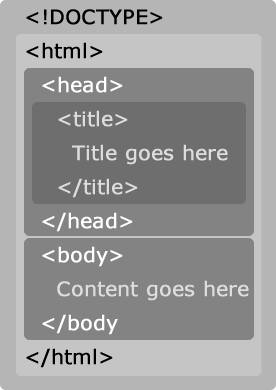 <!DOCTYPE>
<html>
<head>
<title>
Title goes here
</title>
</head>
<body>
Content goes here
</body
</html>